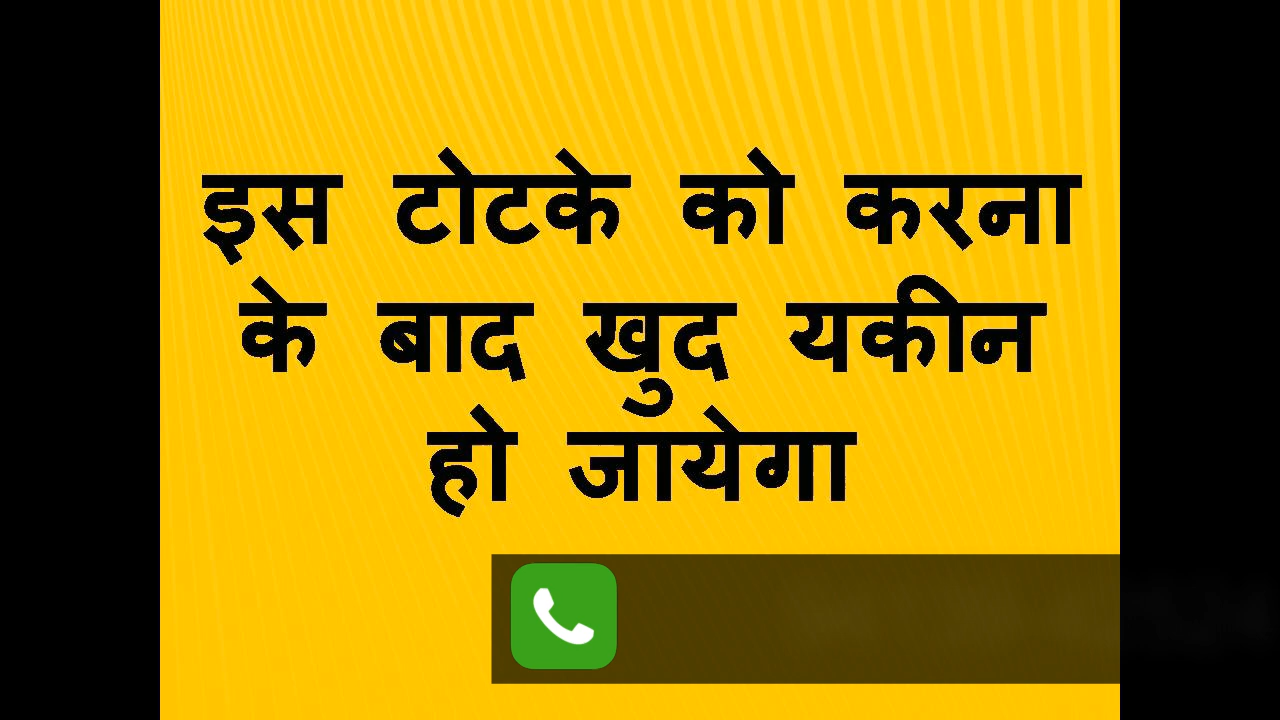 इस टोटके को करना
के बाद खुद यकीन
हो जायेगा